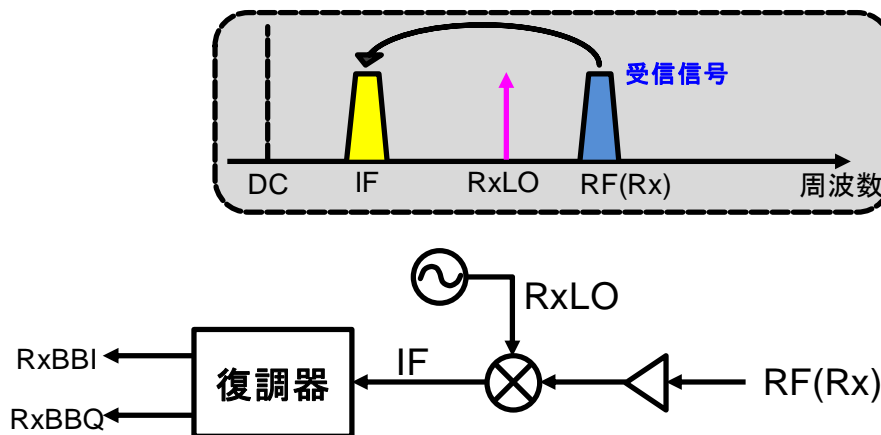 受信信号
DC IF RxLO RF(Rx) 周波数
RxLO
RxBBI
復調器
IF
RF(Rx)
RxBBQ